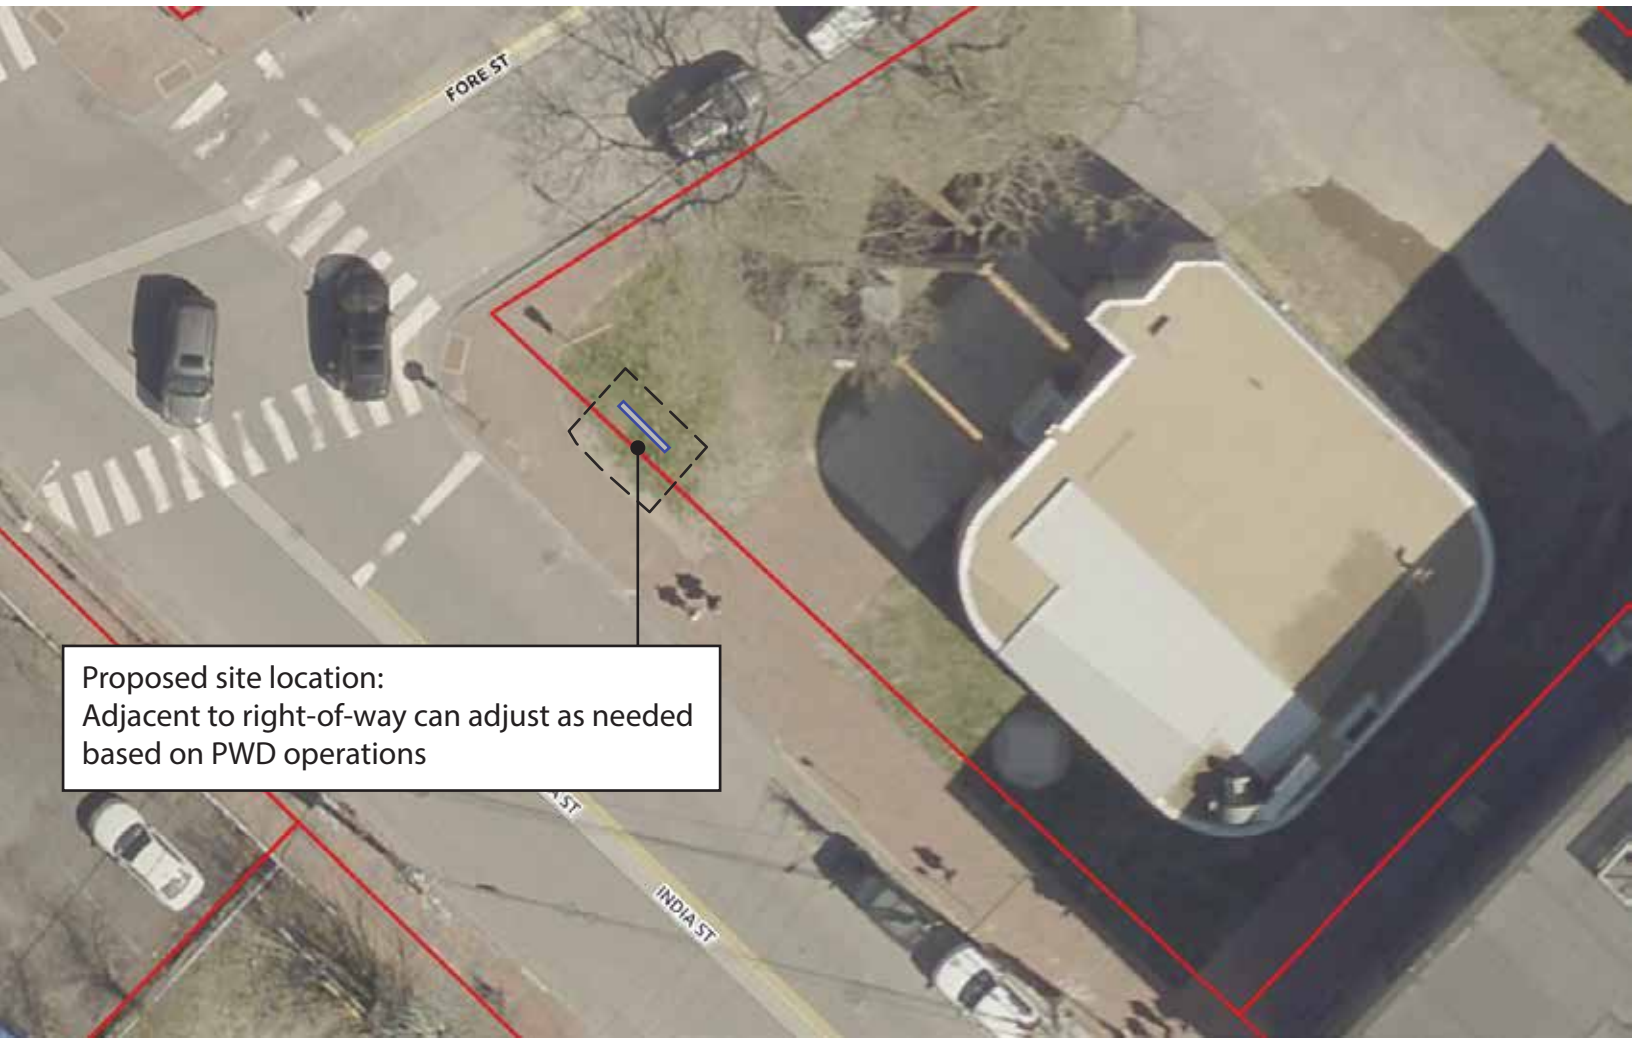 FORE ST
Proposed site location:
Adjacent to right-of-way can adjust as needed
based on PWD operations
A ST
INDIA ST